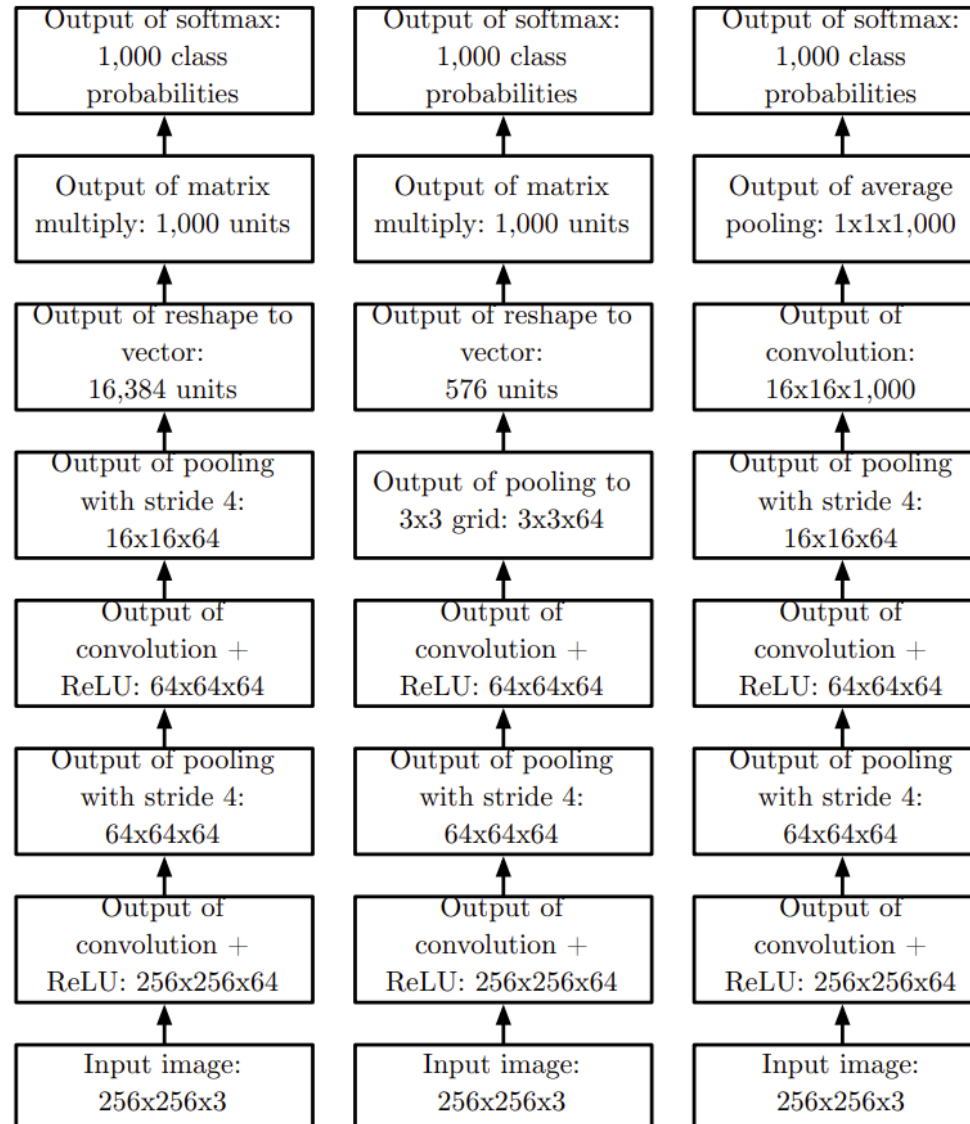 Output of softmax:
1,000 class
probabilities
Output of matrix
multiply: 1,000 units
Output of reshape to
vector:
16,384 units
Output of pooling
with stride 4:
16x16x64
Output of
convolution +
ReLU: 64x64x64
Output of pooling
with stride 4:
64x64x64
Output of
convolution +
ReLU: 256x256x64
Input image:
256x256x3
Output of softmax:
1,000 class
probabilities
Output of matrix
multiply: 1,000 units
Output of reshape to
vector:
576 units
Output of pooling to
3x3 grid: 3x3x64
Output of
convolution +
ReLU: 64x64x64
Output of pooling
with stride 4:
64x64x64
Output of
convolution +
ReLU: 256x256x64
Input image:
256x256x3
Output of softmax:
1,000 class
probabilities
Output of average
pooling: 1x1x1,000
Output of
convolution:
16x16x1,000
Output of pooling
with stride 4:
16x16x64
Output of
convolution +
ReLU: 64x64x64
Output of pooling
with stride 4:
64x64x64
Output of
convolution +
ReLU: 256x256x64
Input image:
256x256x3